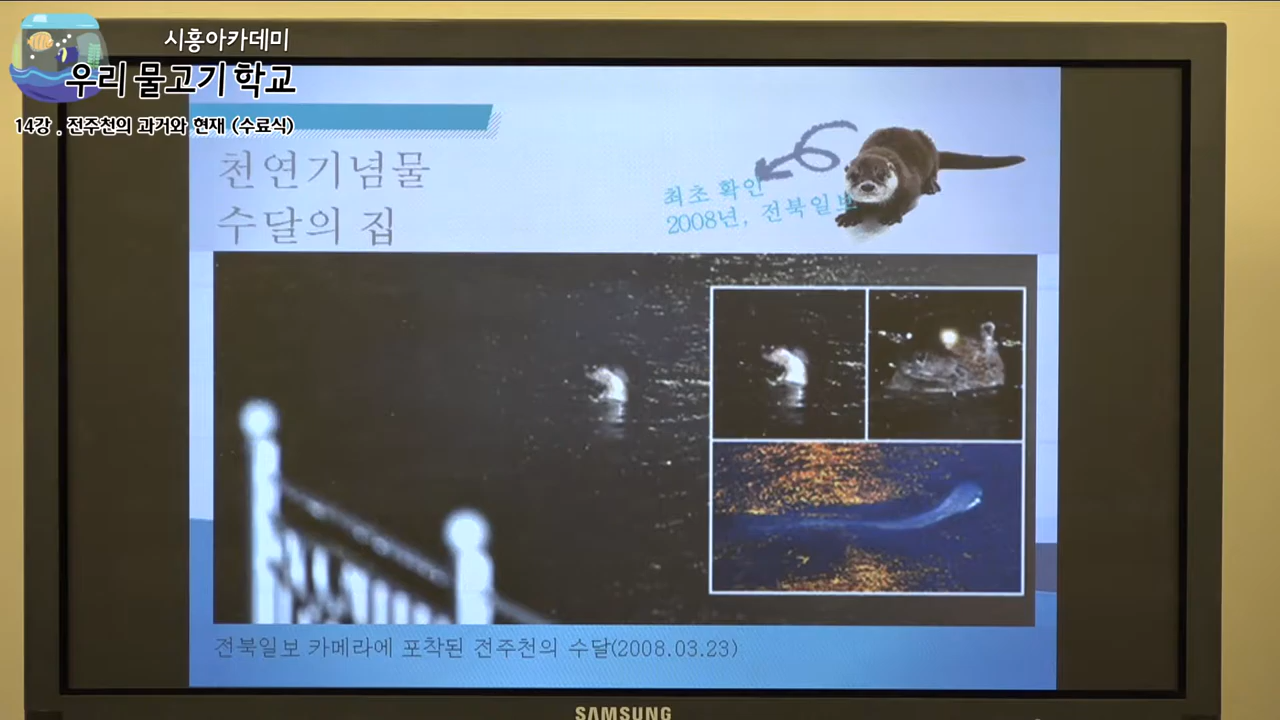 시흥아카데미
우리 물고기 학교
14강 . 전주천의 과거와 현재 (수료식)
천연기념물
수달의 집
최초 확인
2008년, 전북일보
전북일보 카메라에 포착된 전주천의 수달(2008.03.23)
SAMSUNG